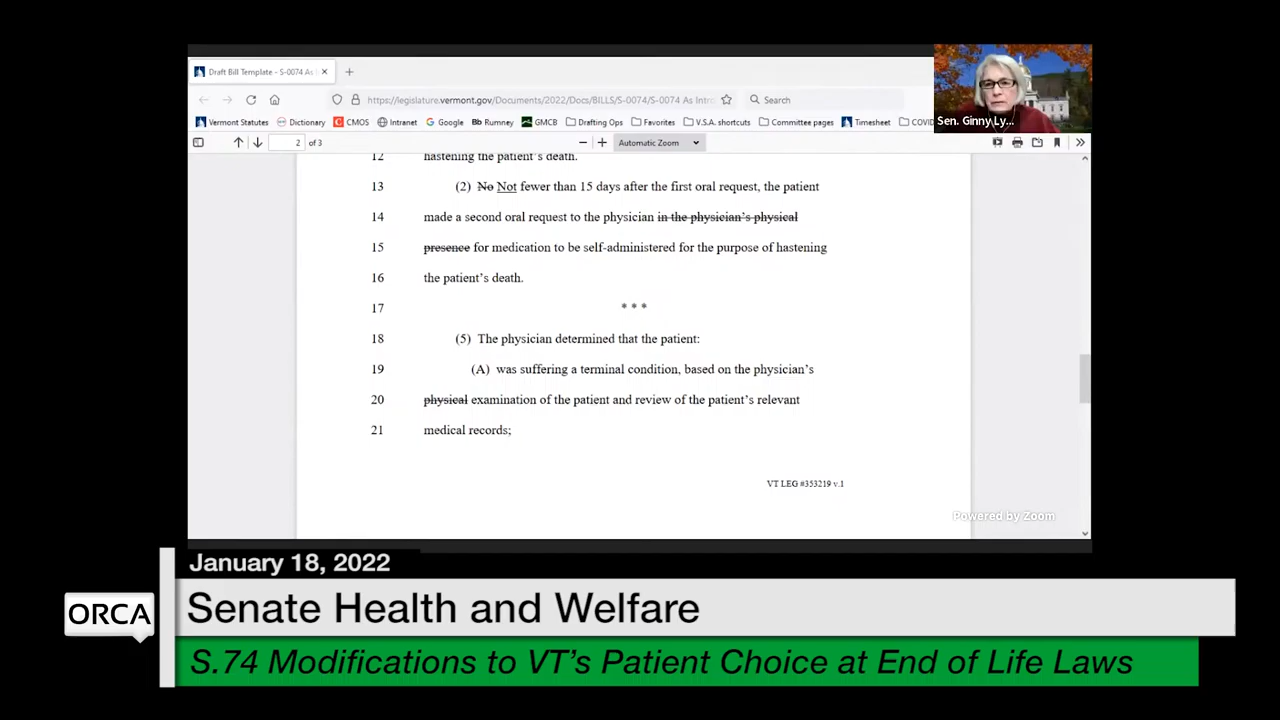 Draft Bill Template - S-0074 As
https://legislature.vermont.gov/Documents/2022/Docs/BILLS/S-0074/S-0074 As Intro
Search
Sen. Ginny Ly...
Vermont Statutes Dictionary CMOS Intranet Google Bb Rumney GMCB Drafting Ops Favorites V.S.A. shortcuts Committee pages Timesheet COVID
2 of 3
Automatic Zoom
12 hastening the patient's death.
13 (2) No Not fewer than 15 days after the first oral request, the patient
14 made a second oral request to the physician in the physician's physical
15 presence for medication to be self-administered for the purpose of hastening
16 the patient's death.
17 * * *
18 (5) The physician determined that the patient:
19 (A) was suffering a terminal condition, based on the physician's
20 physical examination of the patient and review of the patient's relevant
21 medical records;
VT LEG #353219 v.1
Powered by Zoom
January 18, 2022
ORCA
Senate Health and Welfare
S.74 Modifications to VT's Patient Choice at End of Life Laws